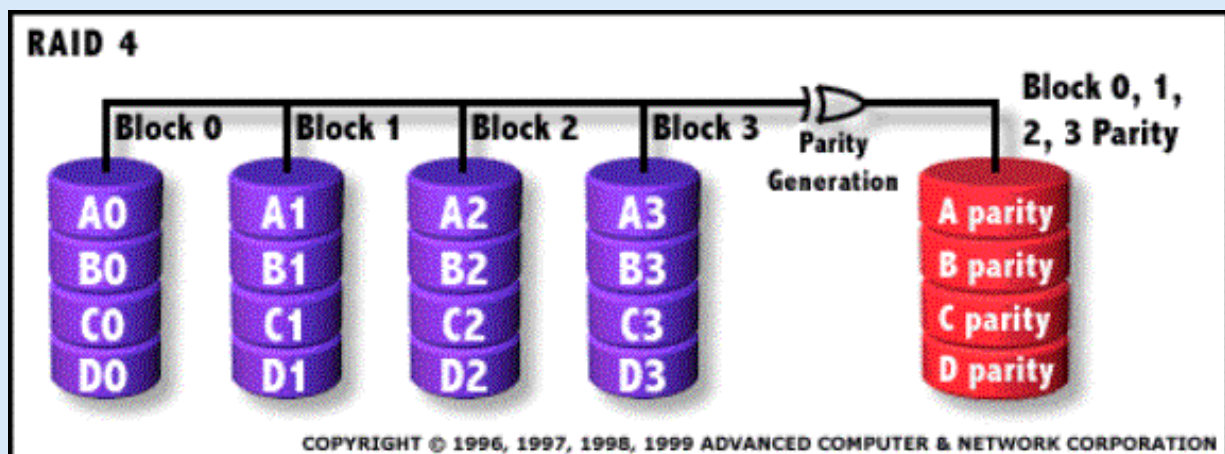 RAID 4
Block 0
Block 1
Block 2
Block 3
Parity
Generation
Block 0, 1,
2, 3 Parity
A0
A1
A2
A3
A parity
B0
B1
B2
B3
B parity
C0
C1
C2
C3
C parity
D0
D1
D2
D3
D parity
COPYRIGHT © 1996, 1997, 1998, 1999 ADVANCED COMPUTER & NETWORK CORPORATION